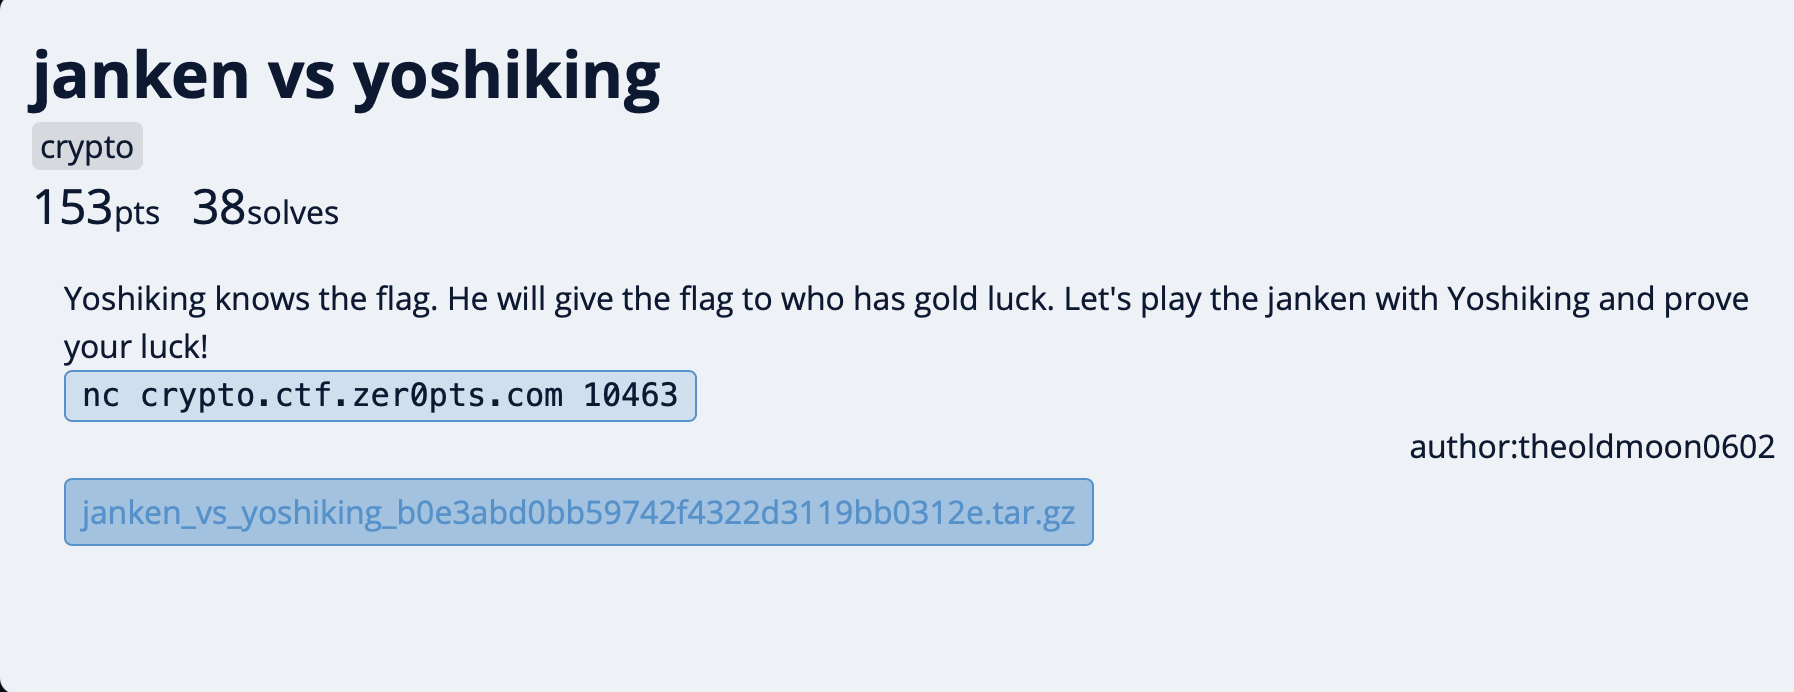 janken vs yoshiking
crypto
153pts 38solves
Yoshiking knows the flag. He will give the flag to who has gold luck. Let's play the janken with Yoshiking and prove
your luck!
nc crypto.ctf.zer0pts.com 10463
author:theoldmoon0602
janken_vs_yoshiking_b0e3abd0bb59742f4322d3119bb0312e.tar.gz